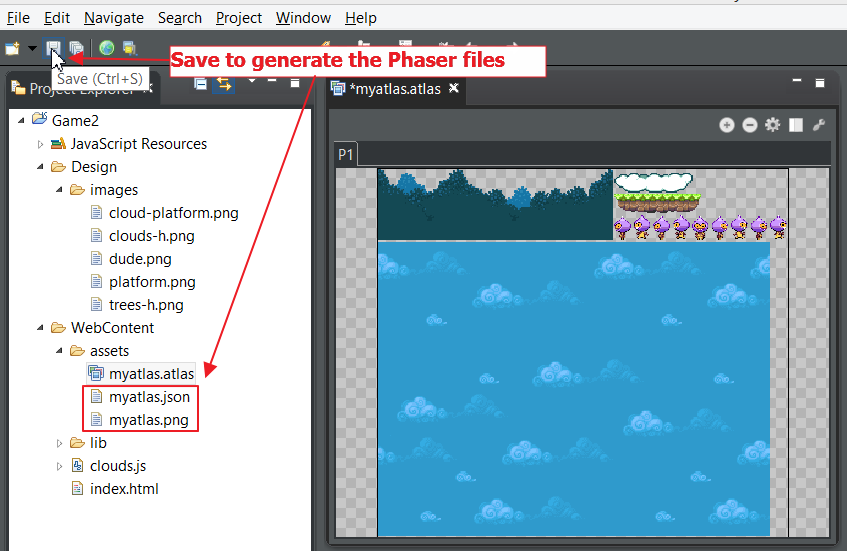 File Edit Navigate Search Project Window Help
Save to generate the Phaser files
Save (Ctrl+S)
Project Explorer
*myatlas.atlas
Game2
JavaScript Resources
P1
Design
images
cloud-platform.png
clouds-h.png
dude.png
platform.png
trees-h.png
WebContent
assets
myatlas.atlas
myatlas.json
myatlas.png
lib
clouds.js
index.html